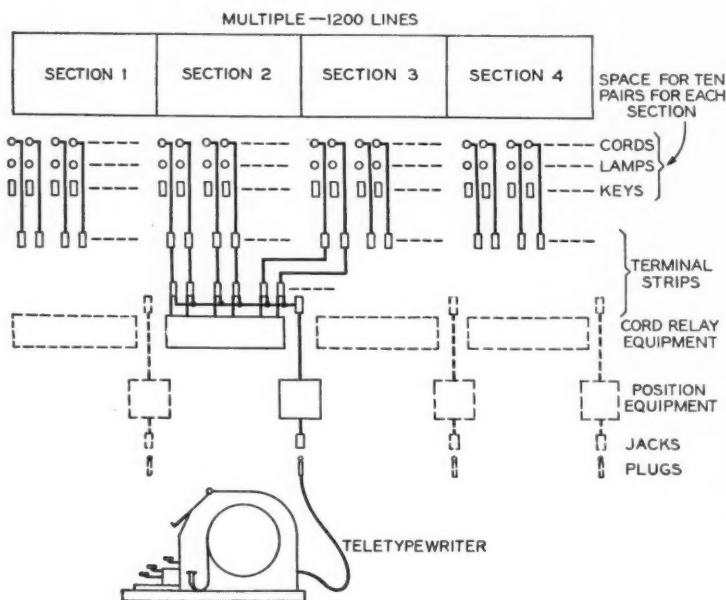 MULTIPLE—1200 LINES
SECTION 1
SECTION 2
SECTION 3
SECTION 4
SPACE FOR TEN
PAIRS FOR EACH
SECTION
CORDS
LAMPS
KEYS
TERMINAL
STRIPS
CORD RELAY
EQUIPMENT
POSITION
EQUIPMENT
JACKS
PLUGS
TELETYPEWRITER